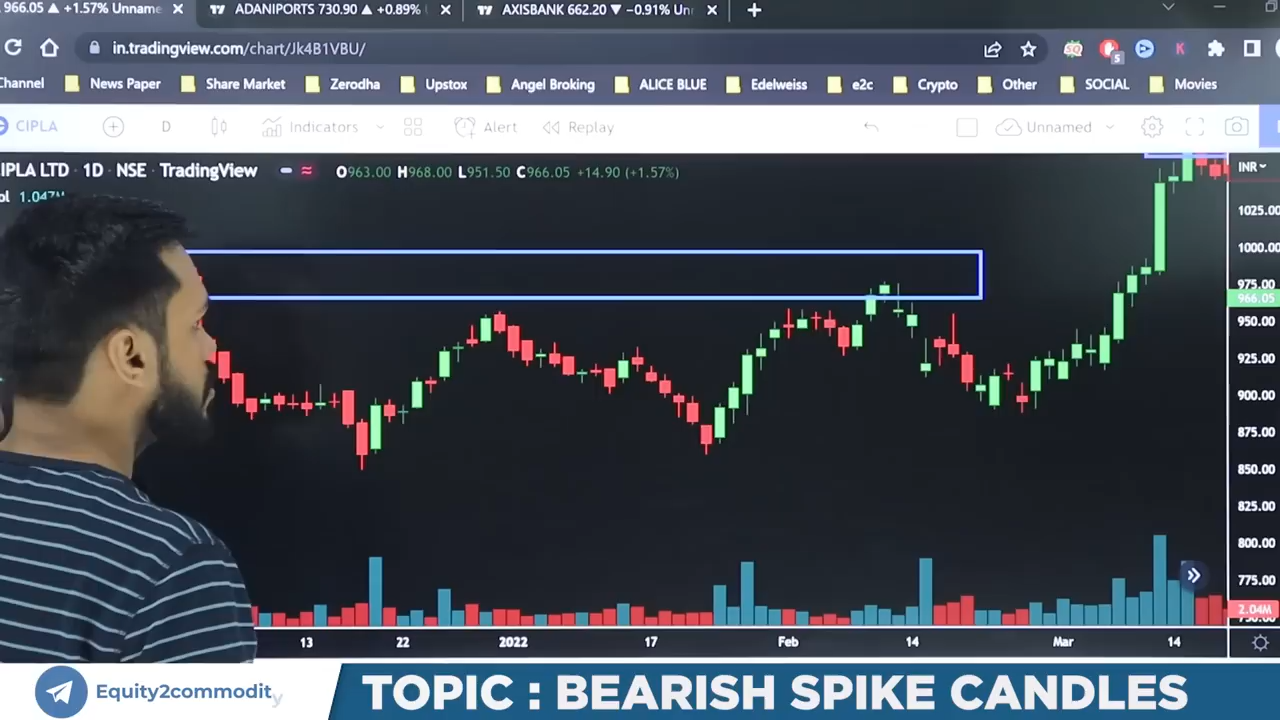 966.05 ▲ +1.57% Unname
ADANIPORTS 730.90 ▲ +0.89%
AXISBANK 662.20 ▼ −0.91% Un
in.tradingview.com/chart/Jk4B1VBU/
Channel News Paper Share Market Zerodha Upstox Angel Broking ALICE BLUE Edelweiss e2c Crypto Other SOCIAL Movies
CIPLA D Indicators Alert Replay Unnamed
IPLA LTD · 1D · NSE · TradingView O963.00 H968.00 L951.50 C966.05 +14.90 (+1.57%)
INR
ol 1.047M
1025.00
1000.00
975.00
966.05
950.00
925.00
900.00
875.00
850.00
825.00
800.00
775.00
2.04M
13 22 2022 17 Feb 14 Mar 14
Equity2commodity
TOPIC : BEARISH SPIKE CANDLES